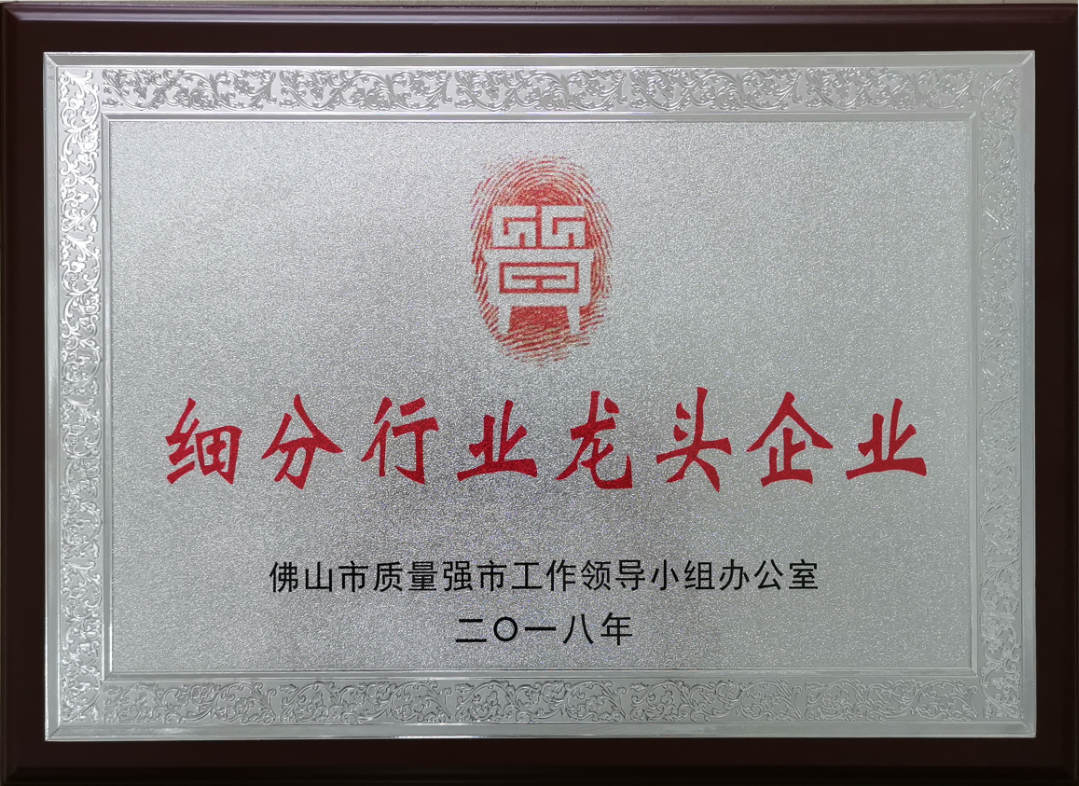 質
细分行业龙头企业
佛山市质量强市工作领导小组办公室
二〇一八年